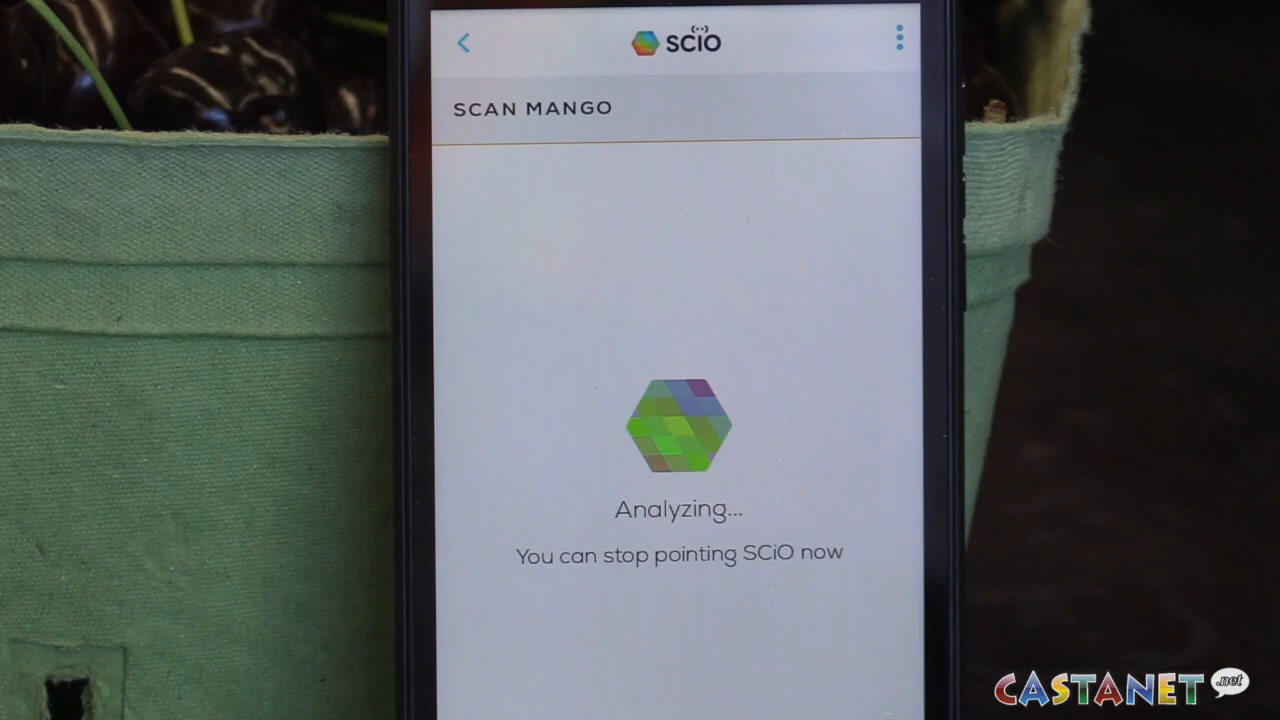 SCiO
SCAN MANGO
Analyzing...
You can stop pointing SCiO now
CASTANET .net